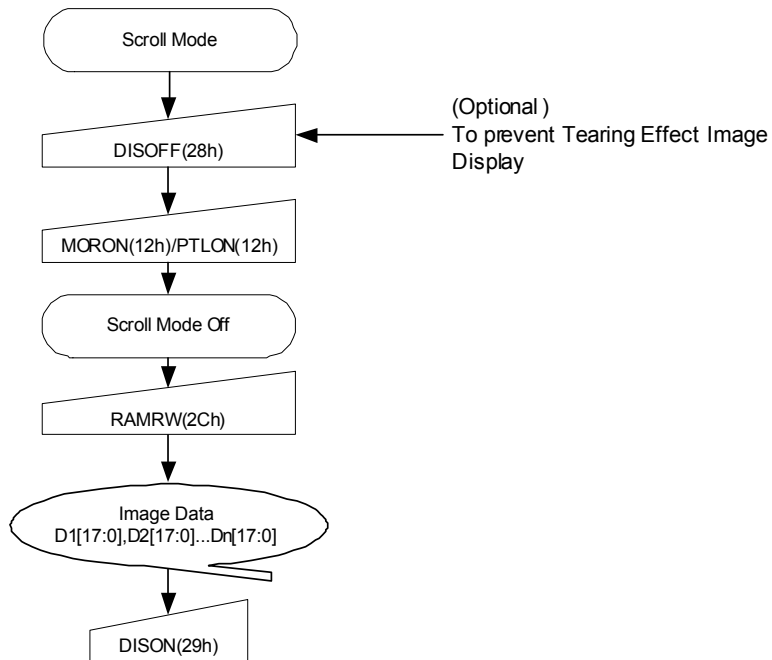 Scroll Mode
(Optional )
To prevent Tearing Effect Image
Display
DISOFF(28h)
MORON(12h)/PTLON(12h)
Scroll Mode Off
RAMRW(2Ch)
Image Data
D1[17:0],D2[17:0]...Dn[17:0]
DISON(29h)